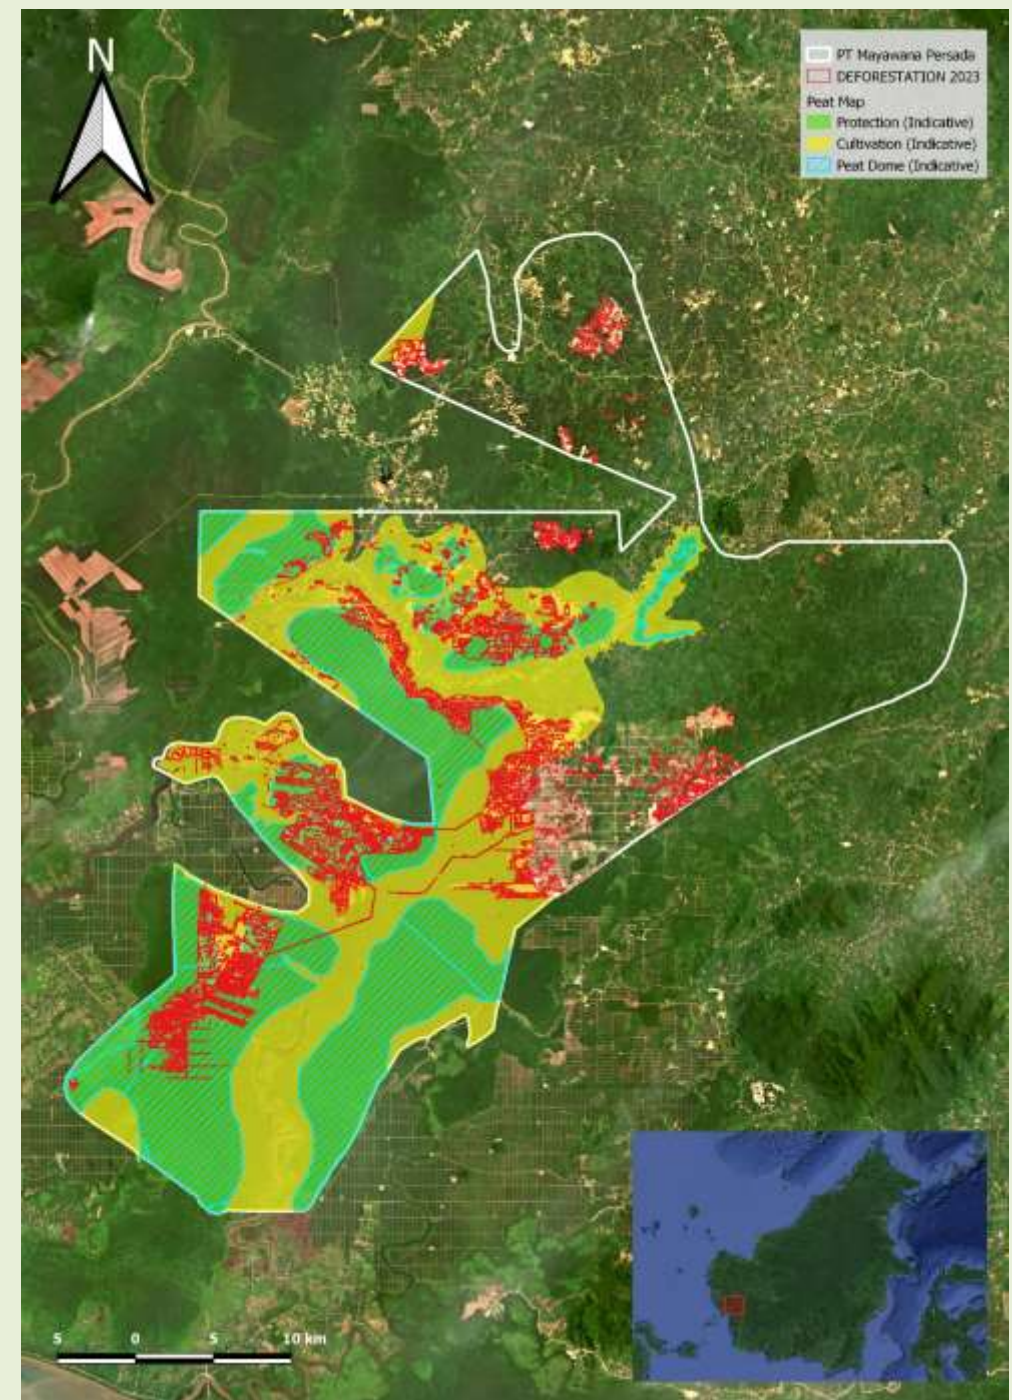 N
PT Mayawana Persada
DEFORESTATION 2023
Peat Map
Protection (Indicative)
Cultivation (Indicative)
Peat Dome (Indicative)
5 0 5 10 km